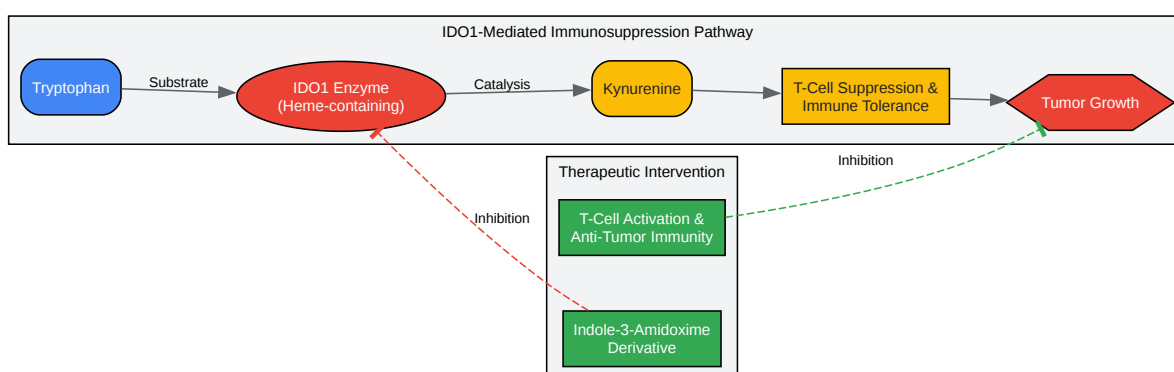 IDO1-Mediated Immunosuppression Pathway
Tryptophan
Substrate
IDO1 Enzyme
(Heme-containing)
Catalysis
Kynurenine
T-Cell Suppression &
Immune Tolerance
Tumor Growth
Therapeutic Intervention
Inhibition
T-Cell Activation &
Anti-Tumor Immunity
Inhibition
Indole-3-Amidoxime
Derivative